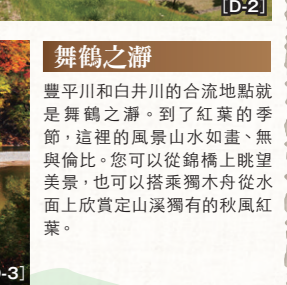 [D-2]
舞鶴之瀞
豐平川和白井川的合流地點就
是舞鶴之瀞。到了紅葉的季
節，這裡的風景山水如畫、無
與倫比。您可以從錦橋上眺望
美景，也可以搭乘獨木舟從水
面上欣賞定山溪獨有的秋風紅
葉。
-3]